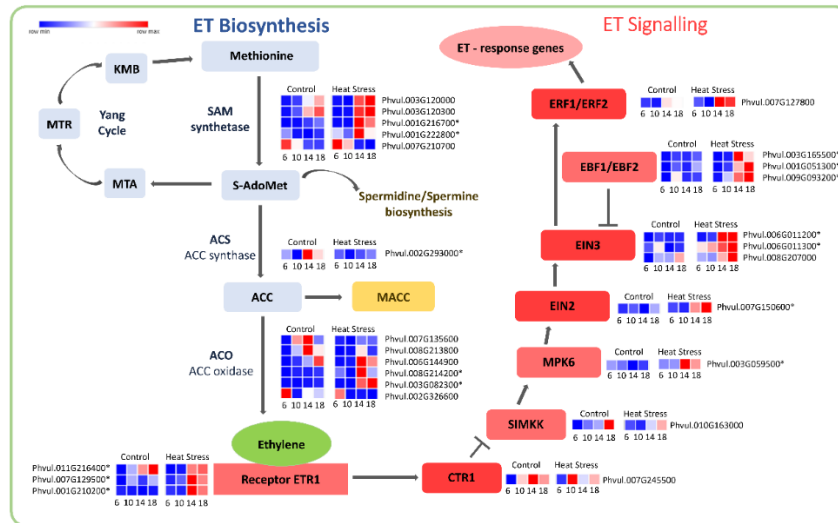 ET Biosynthesis
ET Signalling
row min
row max
Methionine
KMB
MTR
Yang
Cycle
MTA
SAM
synthetase
Control
Heat Stress
Phvul.003G120000
Phvul.003G120300
Phvul.001G216700*
Phvul.001G222800*
Phvul.007G210700
6 10 14 18
6 10 14 18
S-AdoMet
Spermidine/Spermine
biosynthesis
ACS
ACC synthase
Control
Heat Stress
Phvul.002G293000*
6 10 14 18
6 10 14 18
ACC
MACC
ACO
ACC oxidase
Control
Heat Stress
Phvul.007G135600
Phvul.008G213800
Phvul.006G144900
Phvul.008G214200*
Phvul.003G082300*
Phvul.002G326600
6 10 14 18
6 10 14 18
Ethylene
Receptor ETR1
Control
Heat Stress
Phvul.011G216400*
Phvul.007G129500*
Phvul.001G210200*
6 10 14 18
6 10 14 18
CTR1
Control
Heat Stress
Phvul.007G245500
6 10 14 18
6 10 14 18
SIMKK
Control
Heat Stress
Phvul.010G163000
6 10 14 18
6 10 14 18
MPK6
Control
Heat Stress
Phvul.003G059500*
6 10 14 18
6 10 14 18
EIN2
Control
Heat Stress
Phvul.007G150600*
6 10 14 18
6 10 14 18
EIN3
Control
Heat Stress
Phvul.006G011200*
Phvul.006G011300*
Phvul.008G207000
6 10 14 18
6 10 14 18
EBF1/EBF2
Control
Heat Stress
Phvul.003G165500*
Phvul.001G051300*
Phvul.009G093200*
6 10 14 18
6 10 14 18
ERF1/ERF2
Control
Heat Stress
Phvul.007G127800
6 10 14 18
6 10 14 18
ET - response genes